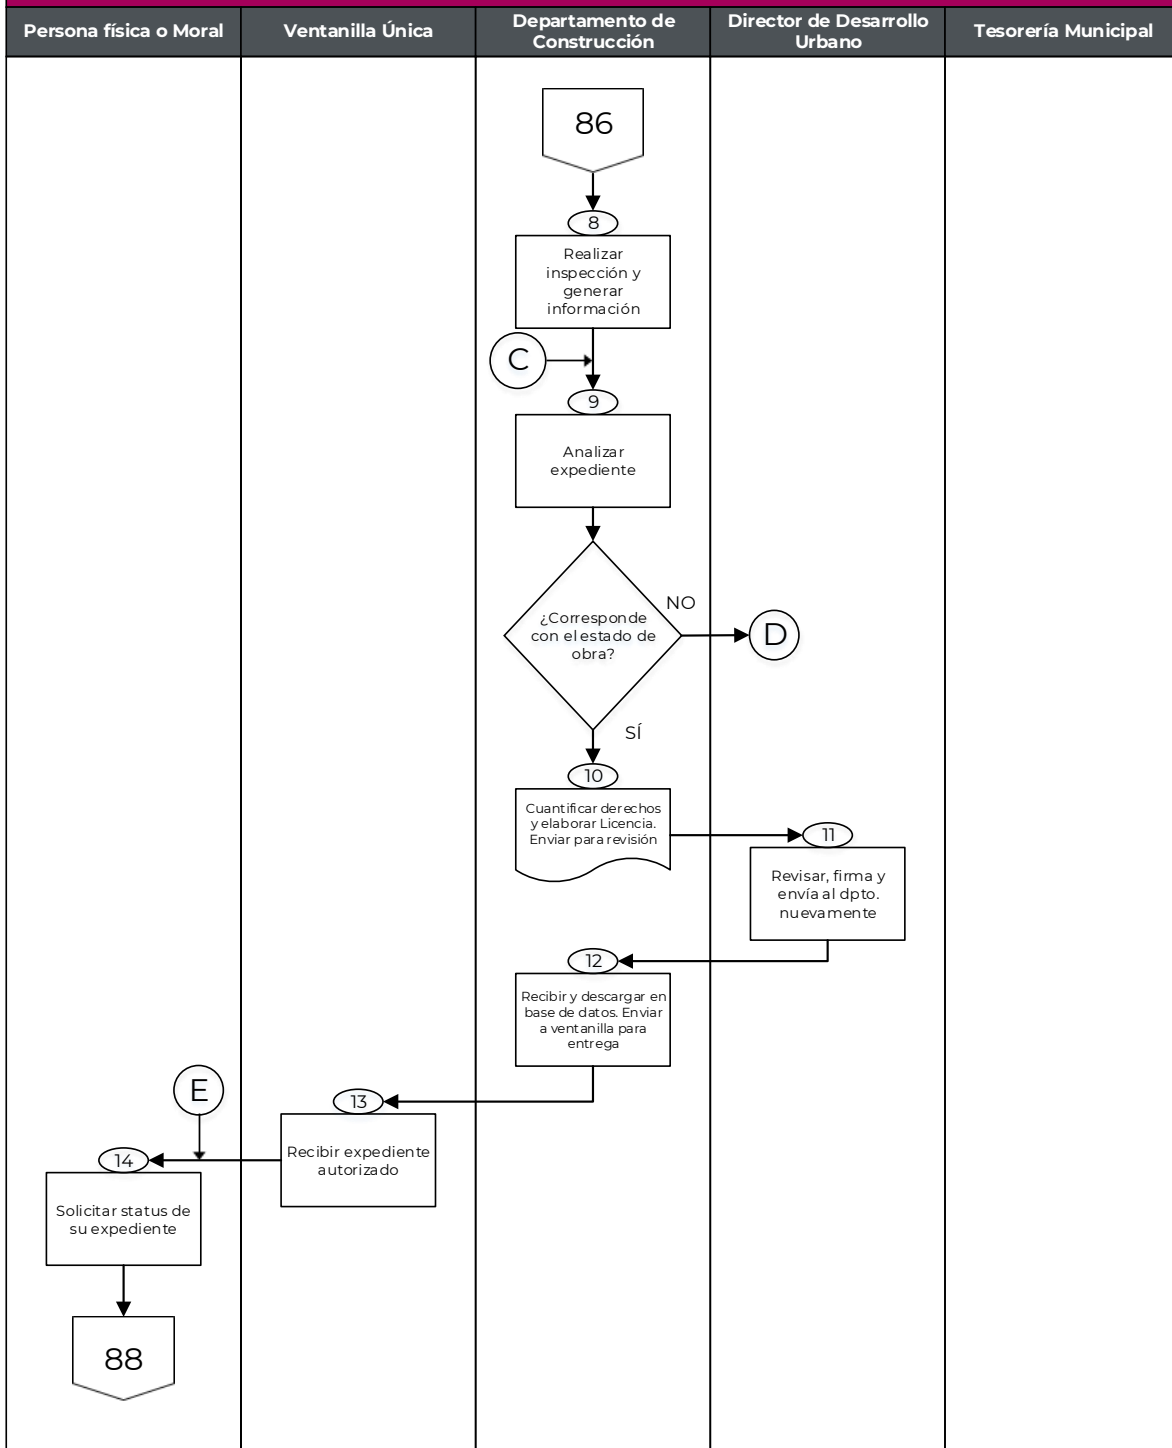 Persona física o Moral
Ventanilla Única
Departamento de
Construcción
Director de Desarrollo
Urbano
Tesorería Municipal
86
8
Realizar
inspección y
generar
información
C
9
Analizar
expediente
¿Corresponde
con el estado de
obra?
NO
D
SÍ
10
Cuantificar derechos
y elaborar Licencia.
Enviar para revisión
11
Revisar, firma y
envía al dpto.
nuevamente
12
Recibir y descargar en
base de datos. Enviar
a ventanilla para
entrega
E
13
Recibir expediente
autorizado
14
Solicitar status de
su expediente
88